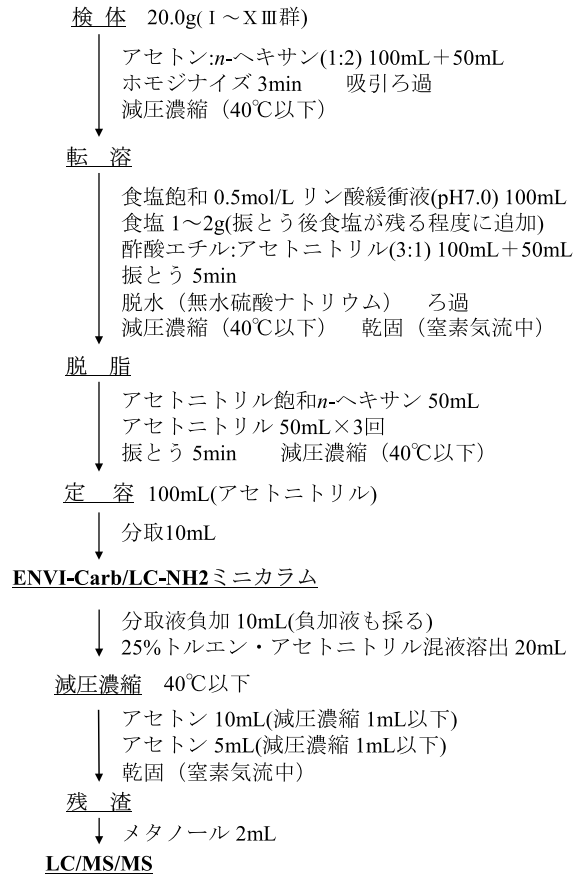 検 体 20.0g(Ⅰ～ⅩⅢ群)
アセトン:n-ヘキサン(1:2) 100mL＋50mL
ホモジナイズ 3min 吸引ろ過
減圧濃縮（40℃以下）
転 溶
食塩飽和 0.5mol/L リン酸緩衝液(pH7.0) 100mL
食塩 1～2g(振とう後食塩が残る程度に追加)
酢酸エチル:アセトニトリル(3:1) 100mL＋50mL
振とう 5min
脱水（無水硫酸ナトリウム） ろ過
減圧濃縮（40℃以下） 乾固（窒素気流中）
脱 脂
アセトニトリル飽和n-ヘキサン 50mL
アセトニトリル 50mL×3回
振とう 5min 減圧濃縮（40℃以下）
定 容 100mL(アセトニトリル)
分取10mL
ENVI-Carb/LC-NH2ミニカラム
分取液負加 10mL(負加液も採る)
25%トルエン・アセトニトリル混液溶出 20mL
減圧濃縮 40℃以下
アセトン 10mL(減圧濃縮 1mL以下)
アセトン 5mL(減圧濃縮 1mL以下)
乾固（窒素気流中）
残 渣
メタノール 2mL
LC/MS/MS